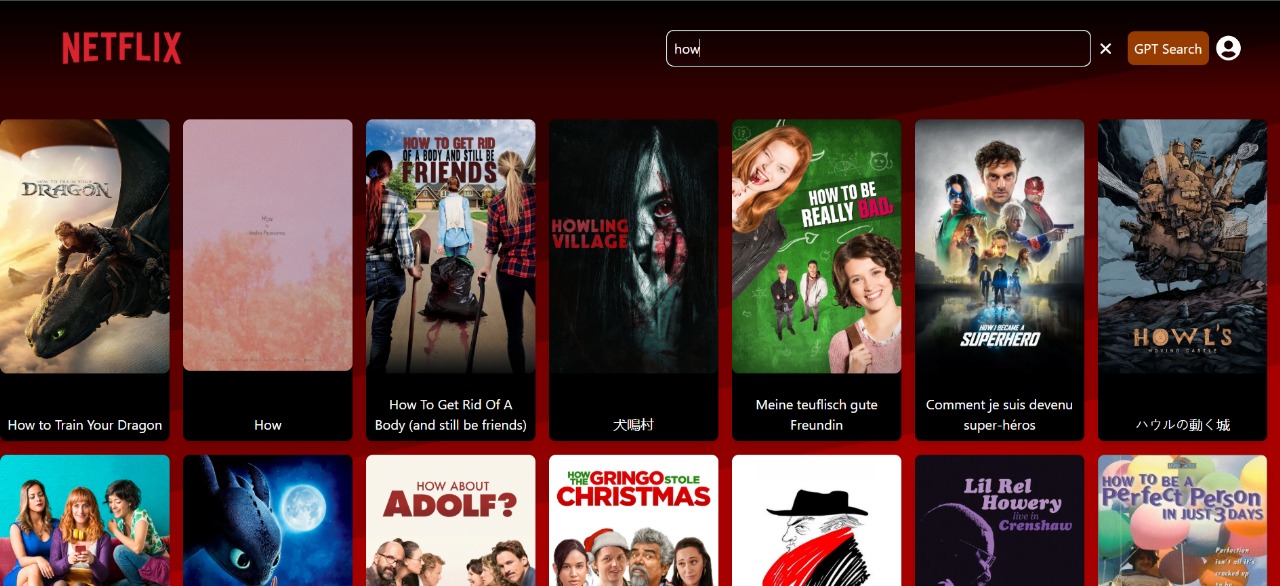 NETFLIX
how
GPT Search
DRAGON
How
HOW TO GET RID
OF A BODY AND STILL BE
FRIENDS
HOWLING
VILLAGE
HOW TO BE
REALLY BAD
HOW I BECAME A
SUPERHERO
HOWL'S
MOVING CASTLE
How to Train Your Dragon
How
How To Get Rid Of A
Body (and still be friends)
犬鳴村
Meine teuflisch gute
Freundin
Comment je suis devenu
super-héros
ハウルの動く城
HOW ABOUT
ADOLF?
HOW THE GRINGO STOLE
CHRISTMAS
Lil Rel
Howery
live in
Crenshaw
HOW TO BE A
Perfect Person
IN JUST 3 DAYS
Perfection
isn't all it's
cracked up
to be